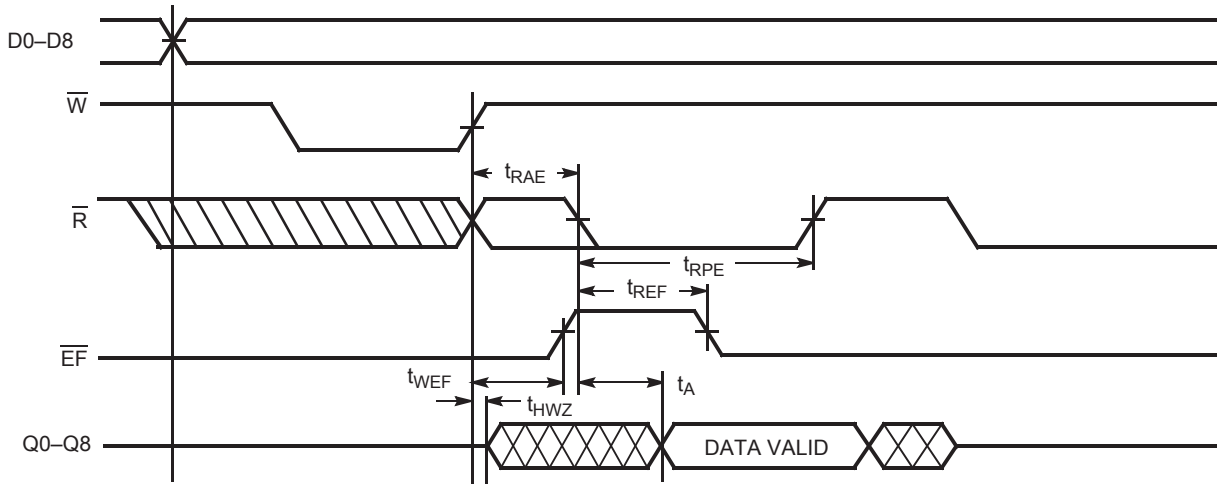 D0–D8
W
tRAE
R
tRPE
tREF
EF
tWEF
tA
tHWZ
Q0–Q8
DATA VALID